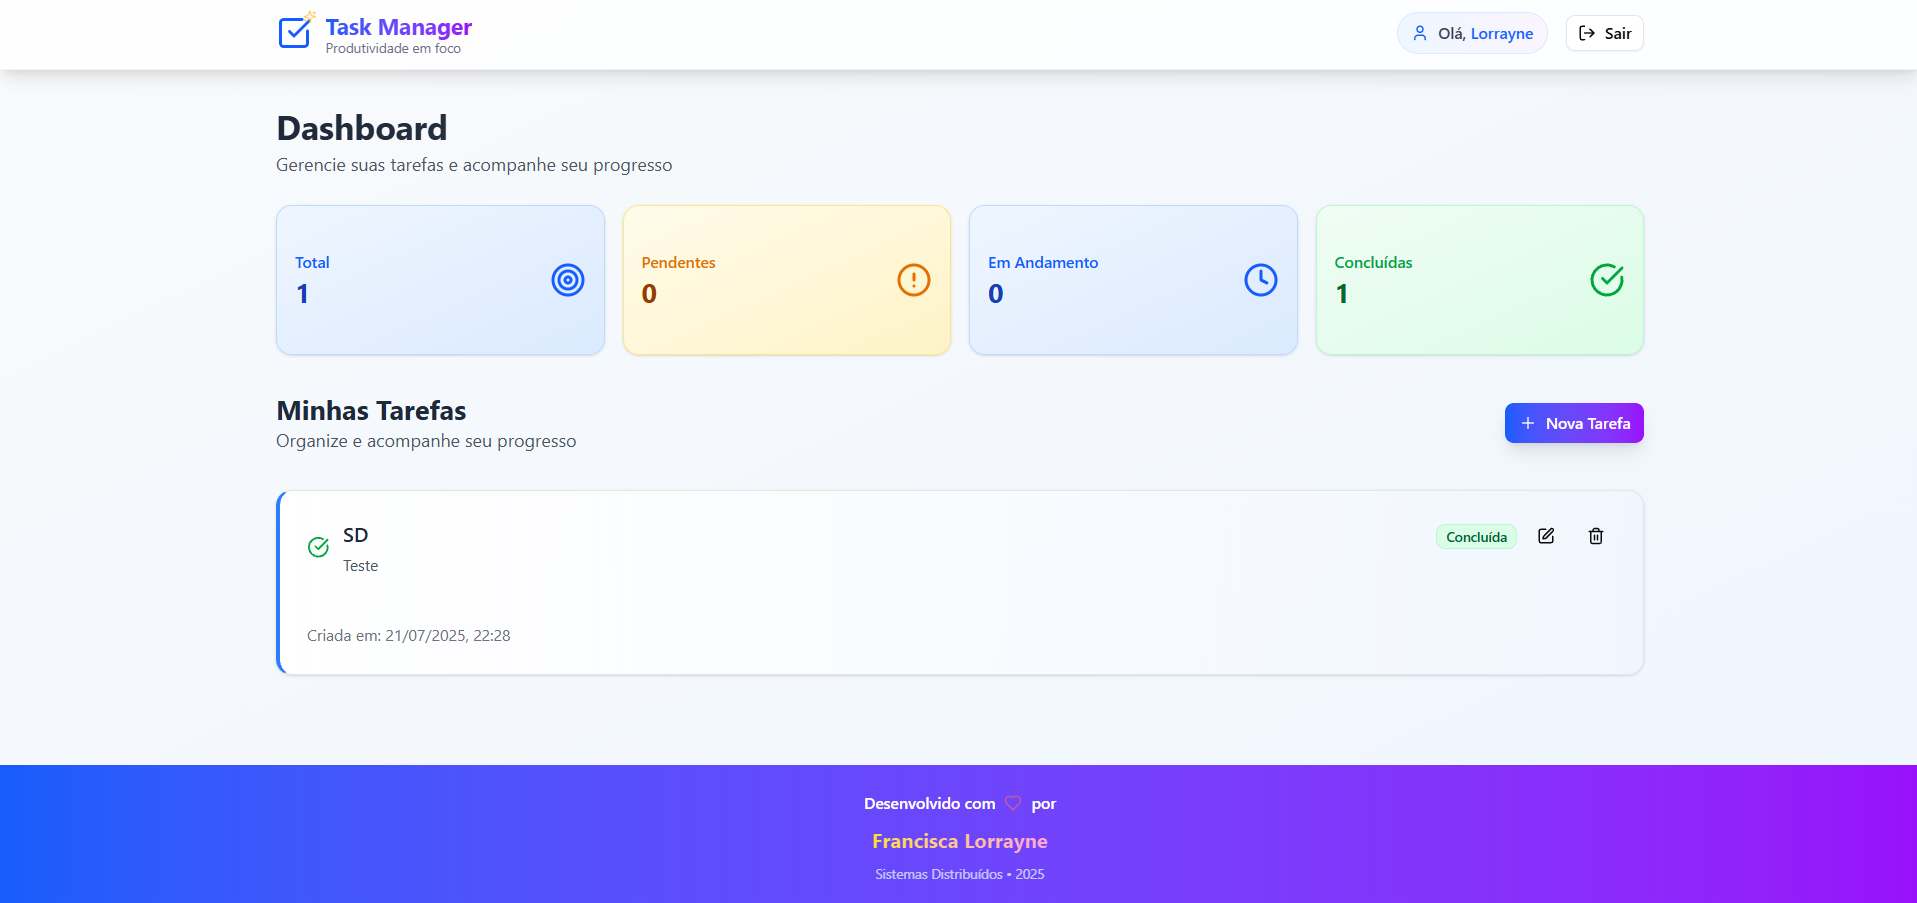 Task Manager
Produtividade em foco
Olá, Lorrayne
Sair
Dashboard
Gerencie suas tarefas e acompanhe seu progresso
Total
1
Pendentes
0
Em Andamento
0
Concluídas
1
Minhas Tarefas
Organize e acompanhe seu progresso
Nova Tarefa
SD
Teste
Concluída
Criada em: 21/07/2025, 22:28
Desenvolvido com por
Francisca Lorrayne
Sistemas Distribuídos • 2025